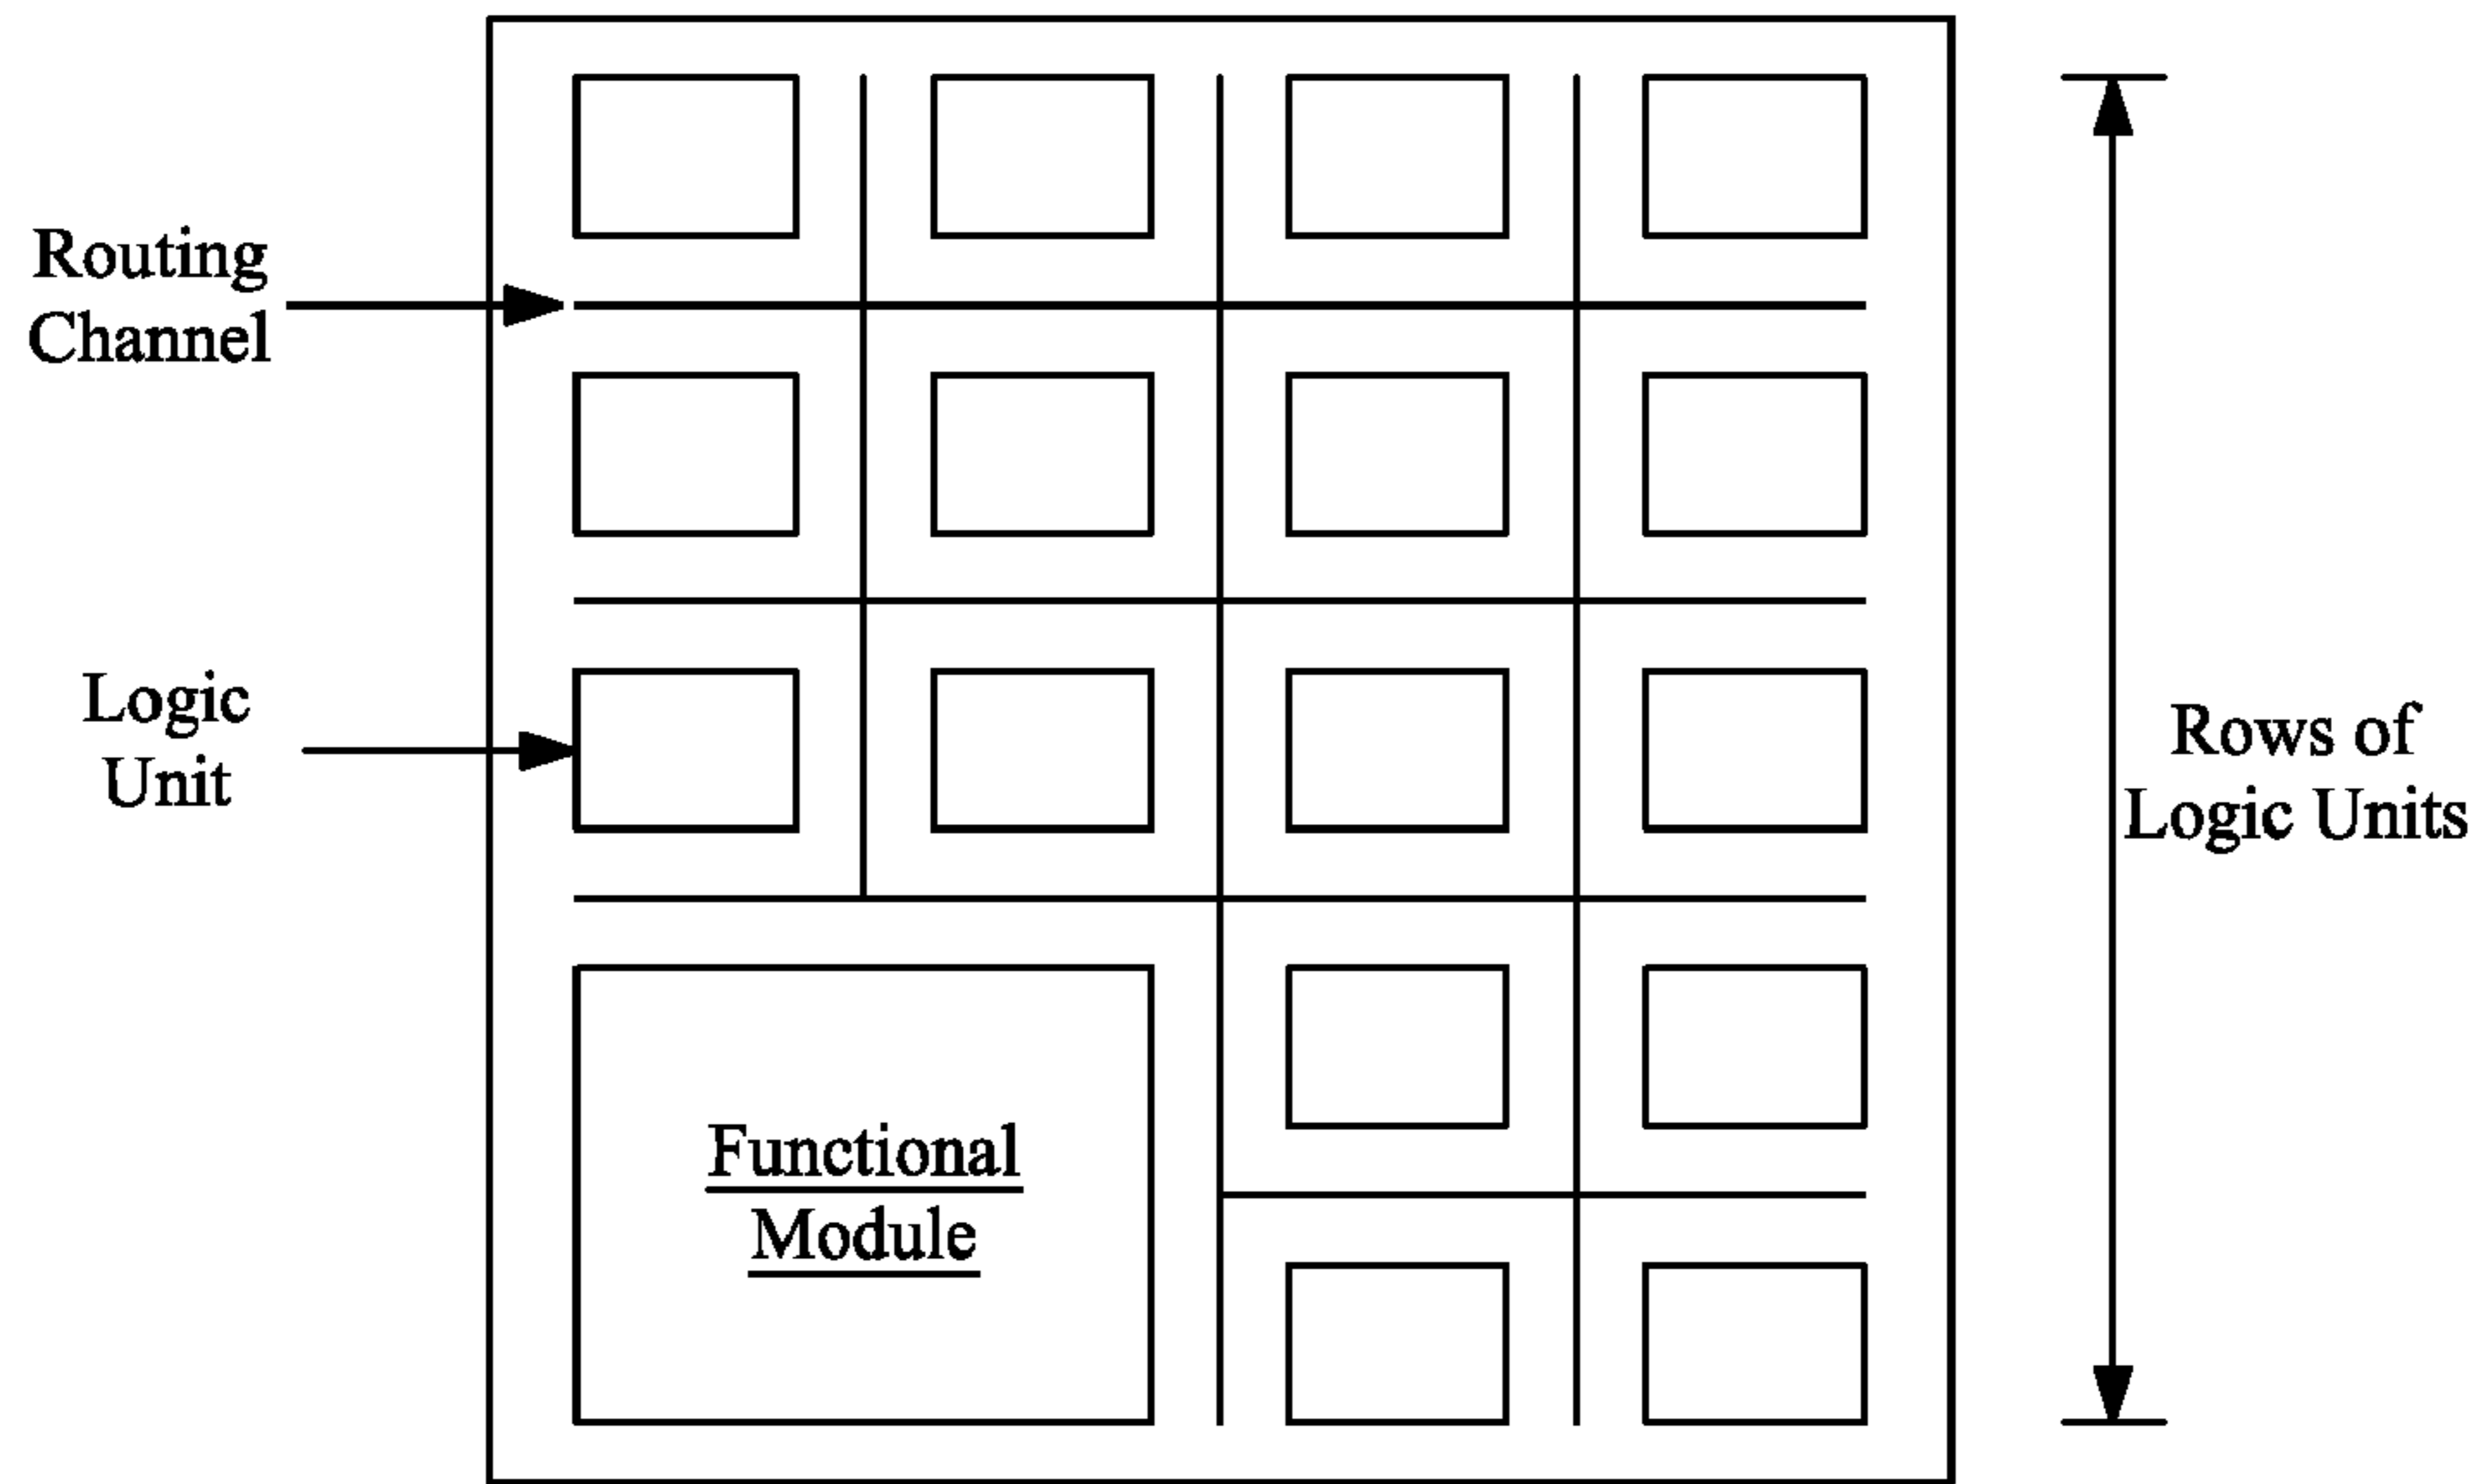 Routing
Channel
Logic
Unit
Rows of
Logic Units
Functional
Module